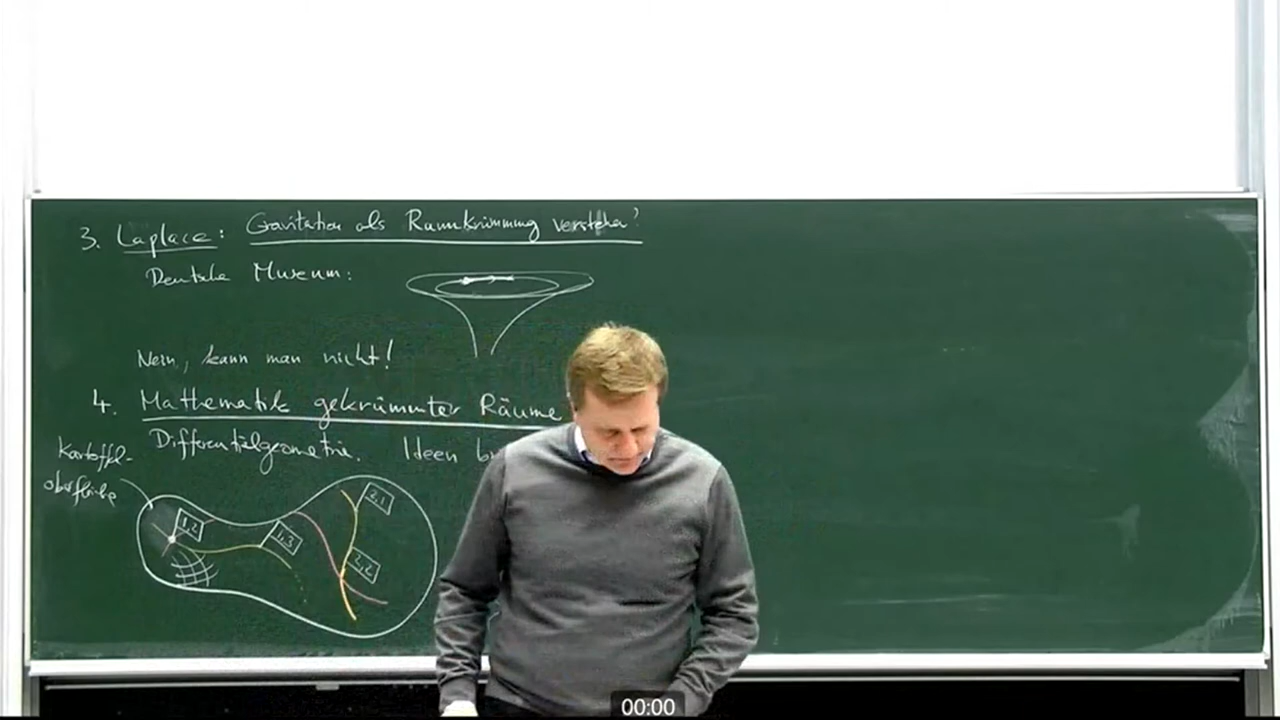 3. Laplace: Gravitation als Raumkrümmung verstehen?
Deutsche Museum:
Nein, kann man nicht!
4. Mathematik gekrümmter Räume
Differentialgeometrie. Ideen
Kartoffel-
oberfläche
1,2
1,3
2,1
2,2
00:00